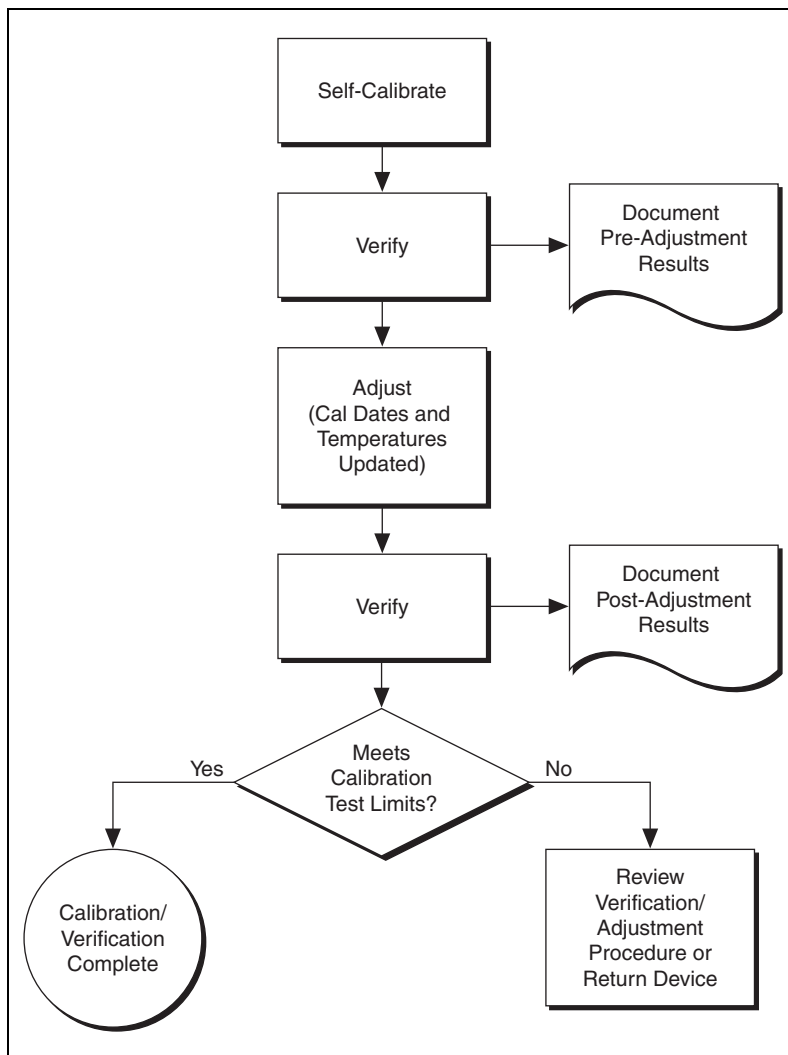 Self-Calibrate
Verify
Document
Pre-Adjustment
Results
Adjust
(Cal Dates and
Temperatures
Updated)
Verify
Document
Post-Adjustment
Results
Meets
Calibration
Test Limits?
Yes
No
Calibration/
Verification
Complete
Review
Verification/
Adjustment
Procedure or
Return Device